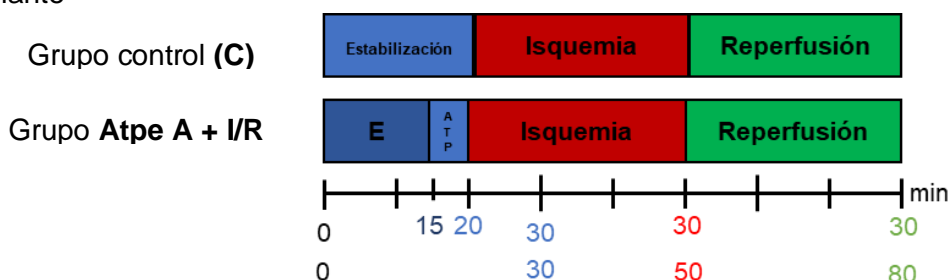 Grupo control (C)
Estabilización
Isquemia
Reperfusión
Grupo Atpe A + I/R
E
A
T
P
Isquemia
Reperfusión
min
0 15 20 30 30 30
0 30 50 80